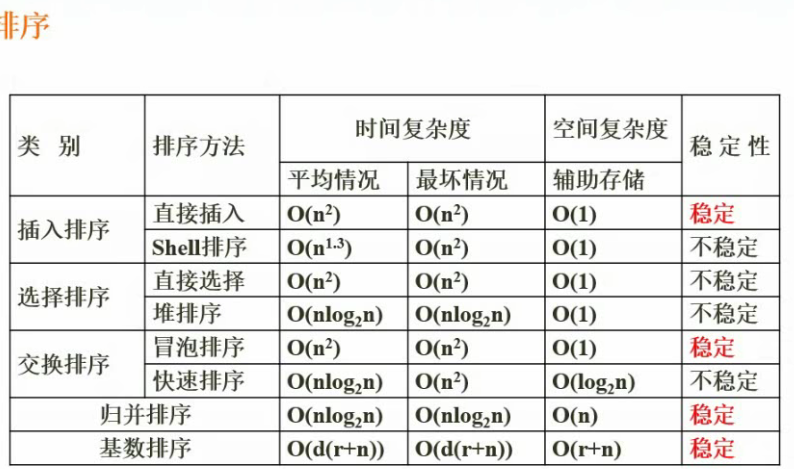 排序
类 别 排序方法 时间复杂度 空间复杂度 稳定性
平均情况 最坏情况 辅助存储
插入排序 直接插入 O(n²) O(n²) O(1) 稳定
Shell排序 O(n¹·³) O(n²) O(1) 不稳定
选择排序 直接选择 O(n²) O(n²) O(1) 不稳定
堆排序 O(nlog₂n) O(nlog₂n) O(1) 不稳定
交换排序 冒泡排序 O(n²) O(n²) O(1) 稳定
快速排序 O(nlog₂n) O(n²) O(log₂n) 不稳定
归并排序 O(nlog₂n) O(nlog₂n) O(n) 稳定
基数排序 O(d(r+n)) O(d(r+n)) O(r+n) 稳定